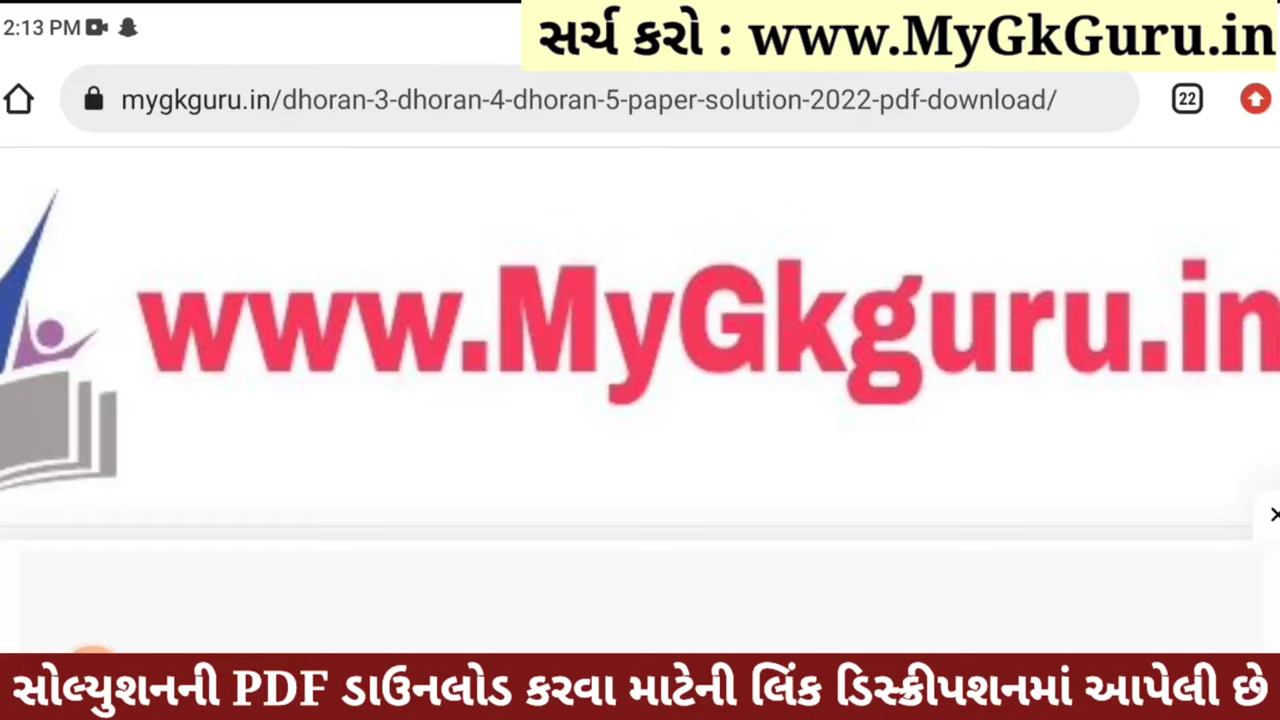 સર્ચ કરો : www.MyGkGuru.in
2:13 PM
mygkguru.in/dhoran-3-dhoran-4-dhoran-5-paper-solution-2022-pdf-download/
22
www.MyGkguru.in
સોલ્યુશનની PDF ડાઉનલોડ કરવા માટેની લિંક ડિસ્ક્રીપશનમાં આપેલી છે